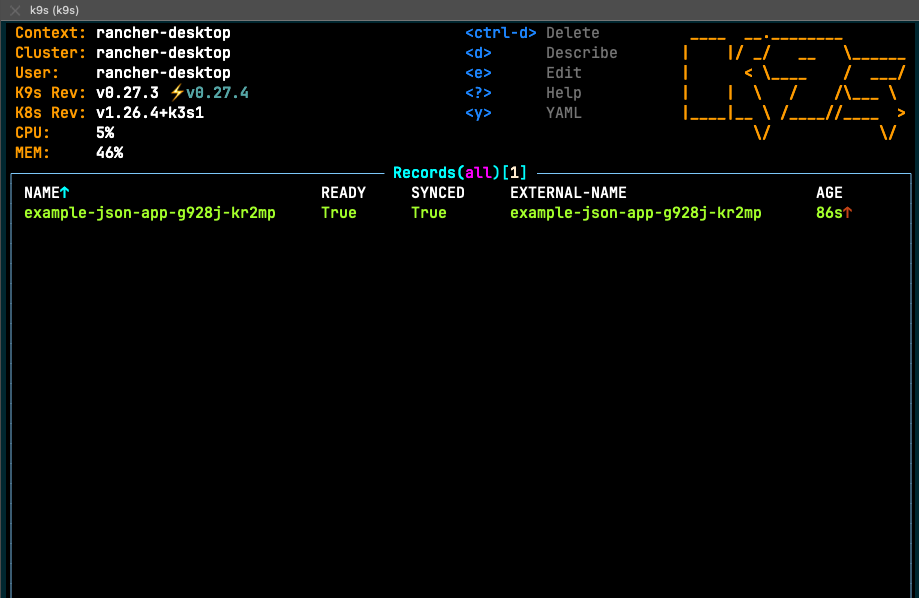 k9s (k9s)
Context: rancher-desktop <ctrl-d> Delete
Cluster: rancher-desktop <d> Describe
User: rancher-desktop <e> Edit
K9s Rev: v0.27.3 ⚡v0.27.4 <?> Help
K8s Rev: v1.26.4+k3s1 <y> YAML
CPU: 5%
MEM: 46%
Records(all)[1]
NAME↑ READY SYNCED EXTERNAL-NAME AGE
example-json-app-g928j-kr2mp True True example-json-app-g928j-kr2mp 86s↑